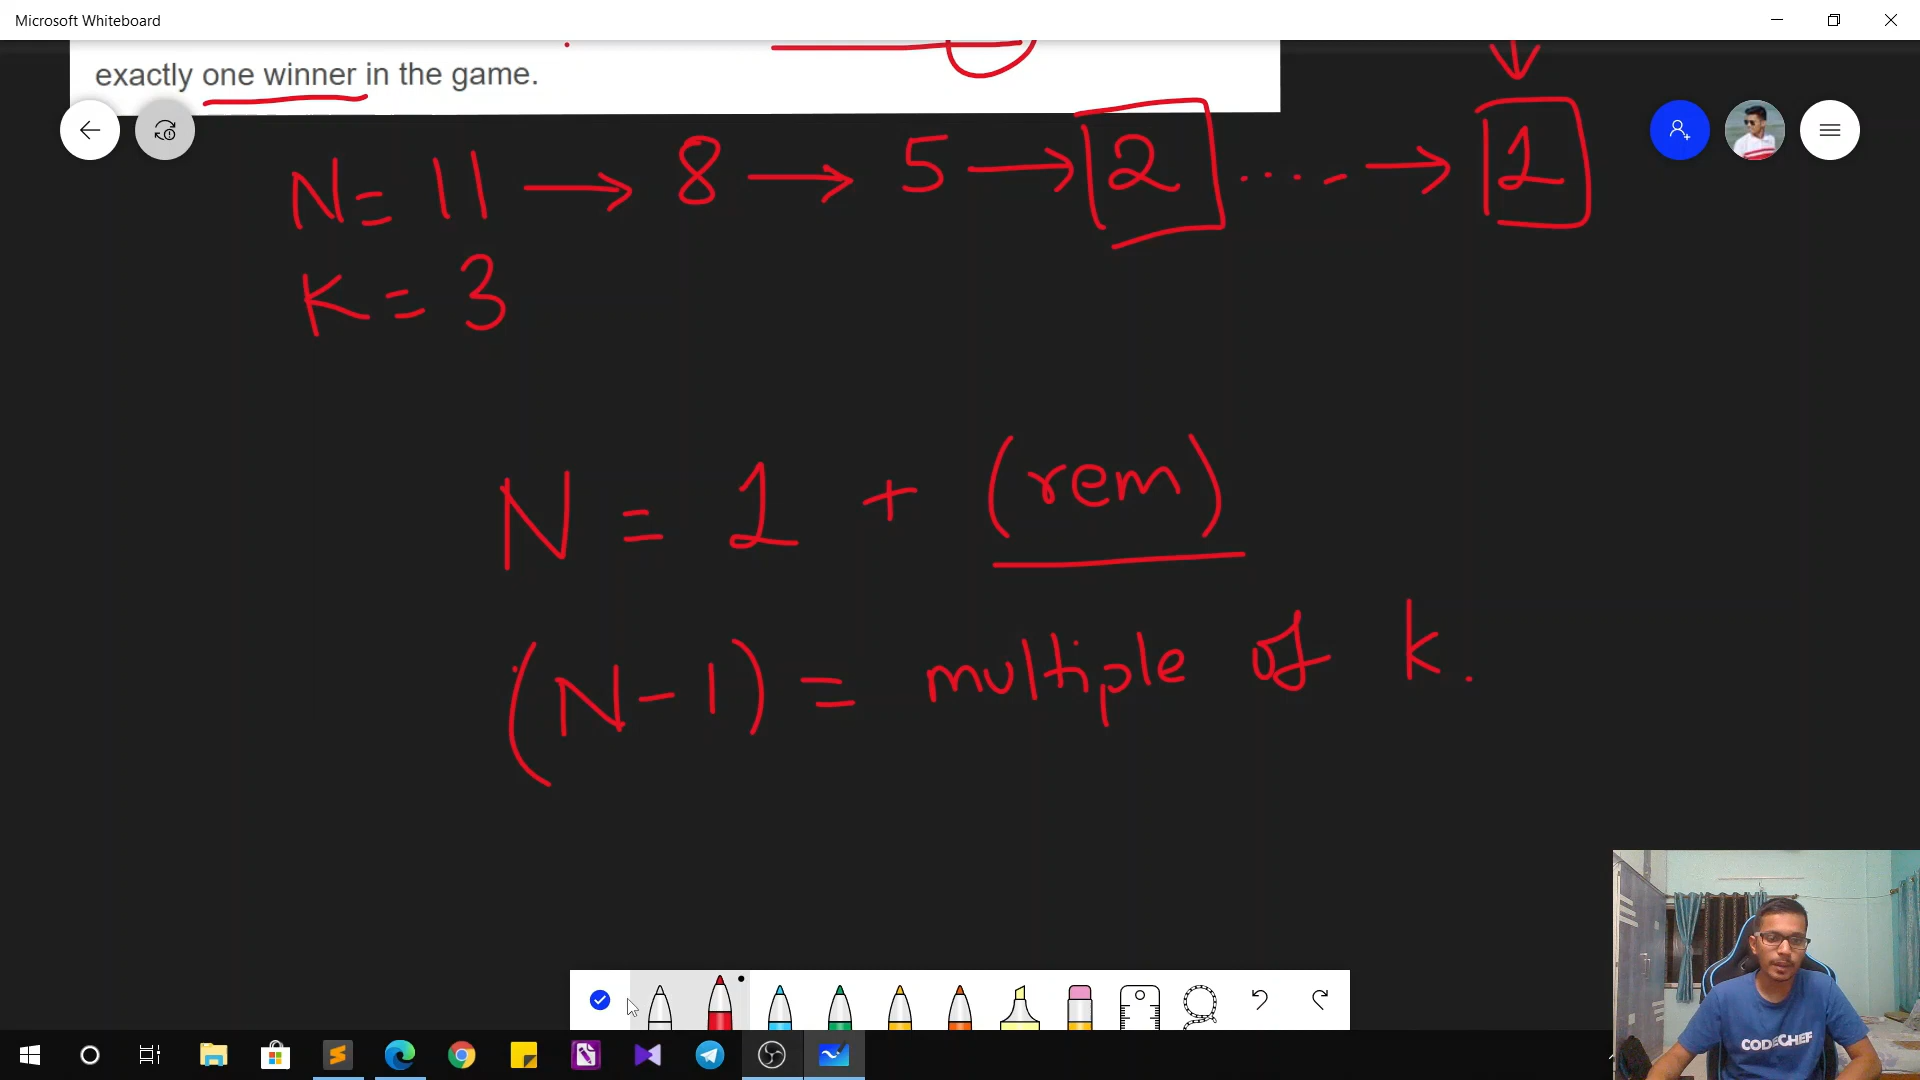 Microsoft Whiteboard
exactly one winner in the game.
N = 11 → 8 → 5 → 2 ..... → 1
K = 3
N = 1 + (rem)
(N-1) = multiple of k.
CODECHEF